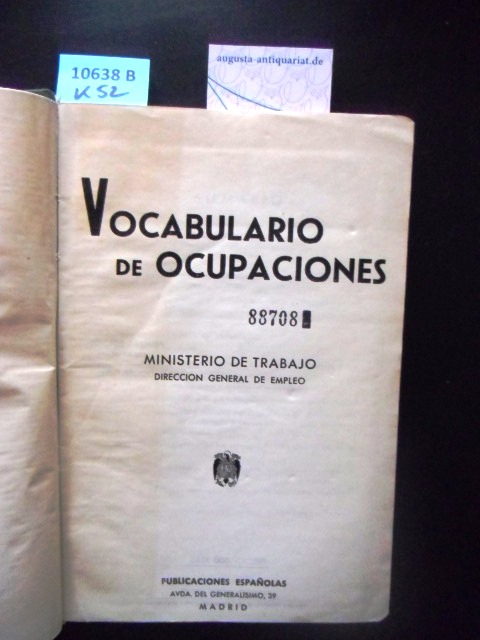 10638 B
K 52
augusta-antiquariat.de
VOCABULARIO
DE OCUPACIONES
88708
MINISTERIO DE TRABAJO
DIRECCION GENERAL DE EMPLEO
PUBLICACIONES ESPAÑOLAS
AVDA. DEL GENERALISIMO, 39
MADRID